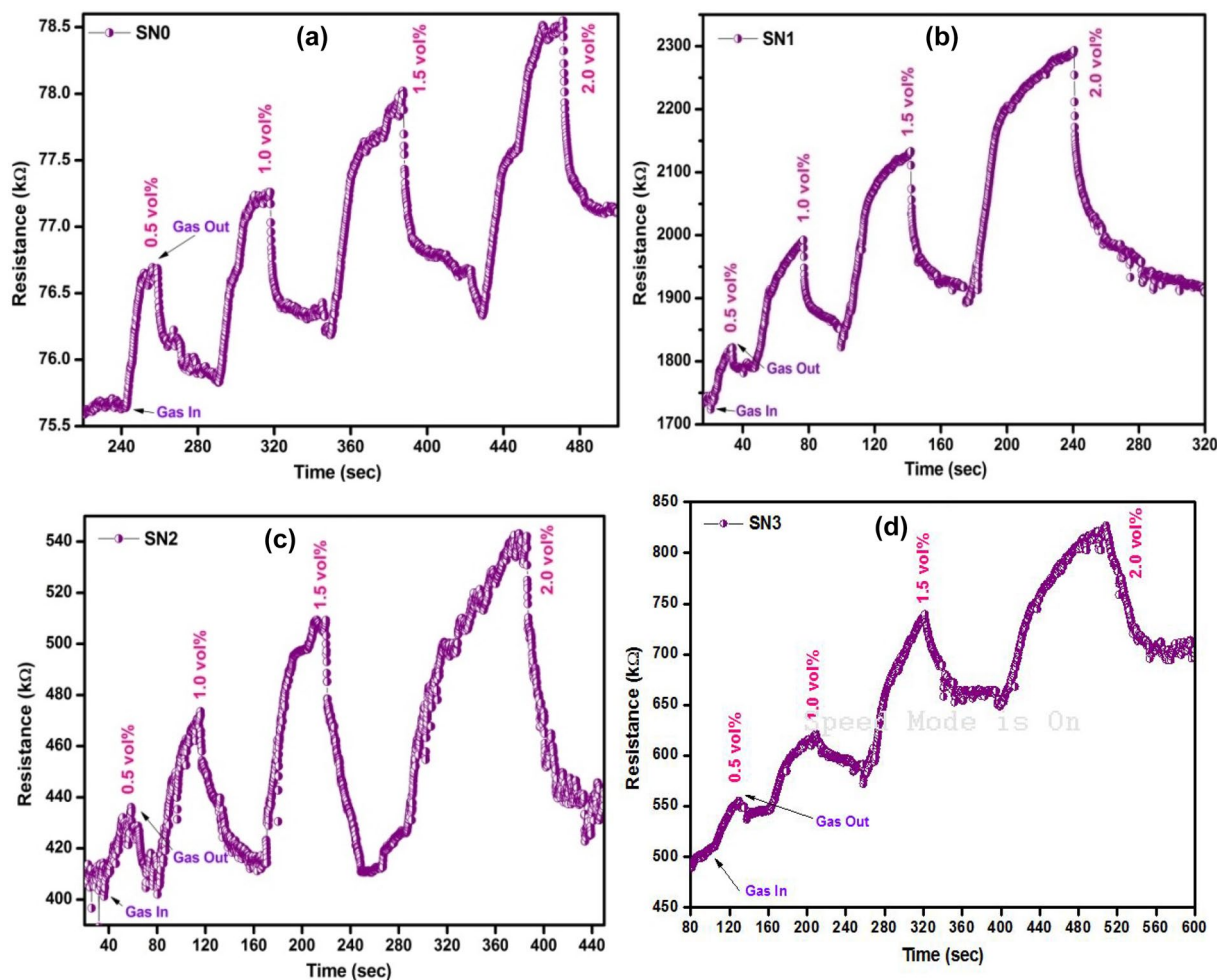 SN0
(a)
78.5
78.0
77.5
77.0
76.5
76.0
75.5
Resistance (kΩ)
0.5 vol%
1.0 vol%
1.5 vol%
2.0 vol%
Gas Out
Gas In
240 280 320 360 400 440 480
Time (sec)
SN1
(b)
2300
2200
2100
2000
1900
1800
1700
Resistance (kΩ)
0.5 vol%
1.0 vol%
1.5 vol%
2.0 vol%
Gas Out
Gas In
40 80 120 160 200 240 280 320
Time (sec)
SN2
(c)
540
520
500
480
460
440
420
400
Resistance (kΩ)
0.5 vol%
1.0 vol%
1.5 vol%
2.0 vol%
Gas Out
Gas In
40 80 120 160 200 240 280 320 360 400 440
Time (sec)
SN3
(d)
850
800
750
700
650
600
550
500
450
Resistance (kΩ)
0.5 vol%
1.0 vol%
1.5 vol%
2.0 vol%
Speed Mode is On
Gas Out
Gas In
80 120 160 200 240 280 320 360 400 440 480 520 560 600
Time (sec)